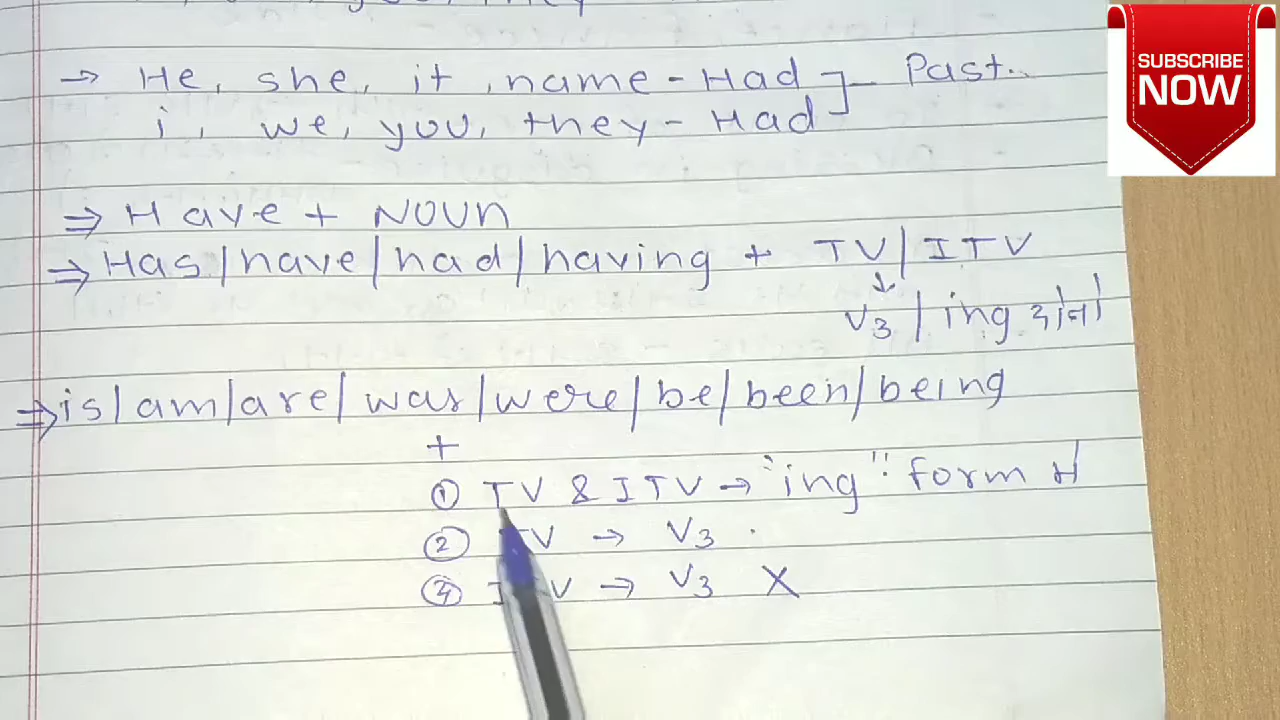 → He, she, it, name - Had ]- Past..
i, we, you, they - Had
⇒ Have + NOUN
⇒ Has/have/had/having + TV/ITV
↓
V3/ing
⇒ is/am/are/was/were/be/been/being
+
① TV & ITV → "ing" form में
② TV → V3
③ → V3 X
SUBSCRIBE
NOW